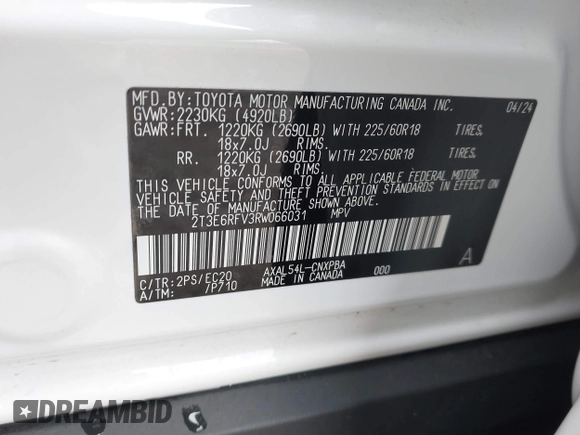 MFD.BY:TOYOTA MOTOR MANUFACTURING CANADA INC. 04/24
GVWR:2230KG (4920LB)
GAWR:FRT. 1220KG (2690LB) WITH 225/60R18 TIRES.
18x7.0J RIMS.
RR. 1220KG (2690LB) WITH 225/60R18 TIRES.
18x7.0J RIMS.
THIS VEHICLE CONFORMS TO ALL APPLICABLE FEDERAL MOTOR
VEHICLE SAFETY AND THEFT PREVENTION STANDARDS IN EFFECT
ON THE DATE OF MANUFACTURE SHOWN ABOVE.
2T3E6RFV3RW066031 MPV
C/TR:2PS/EC20 AXAL54L-CNXPBA 000 A
A/TM: /P710 MADE IN CANADA
DREAMBID